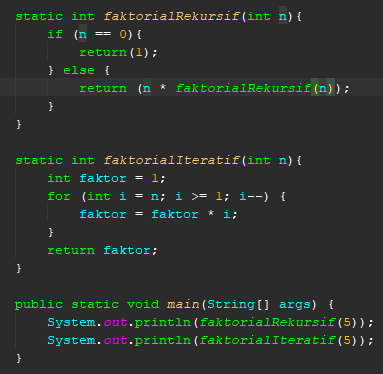 static int faktorialRekursif(int n){
    if (n == 0){
        return(1);
    } else {
        return (n * faktorialRekursif(n));
    }
}

static int faktorialIteratif(int n){
    int faktor = 1;
    for (int i = n; i >= 1; i--) {
        faktor = faktor * i;
    }
    return faktor;
}

public static void main(String[] args) {
    System.out.println(faktorialRekursif(5));
    System.out.println(faktorialIteratif(5));
}